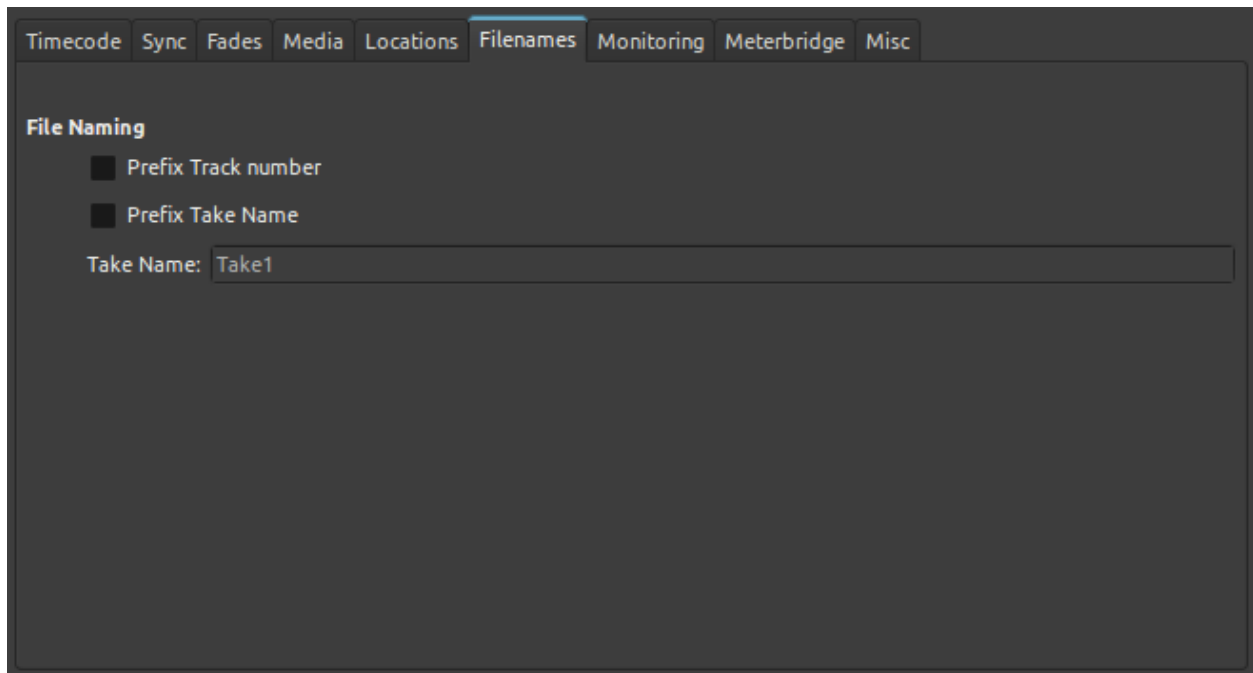 Timecode Sync Fades Media Locations Filenames Monitoring Meterbridge Misc
File Naming
Prefix Track number
Prefix Take Name
Take Name: Take1